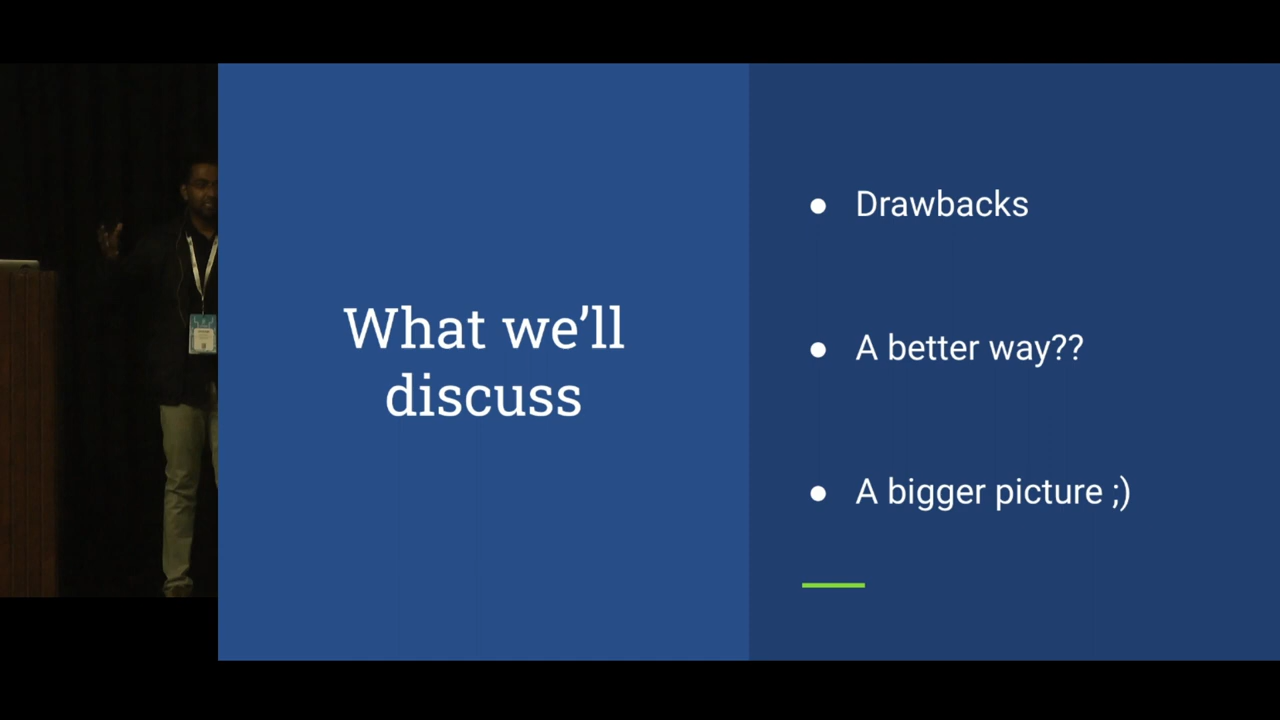 What we'll
discuss
● Drawbacks
● A better way??
● A bigger picture ;)